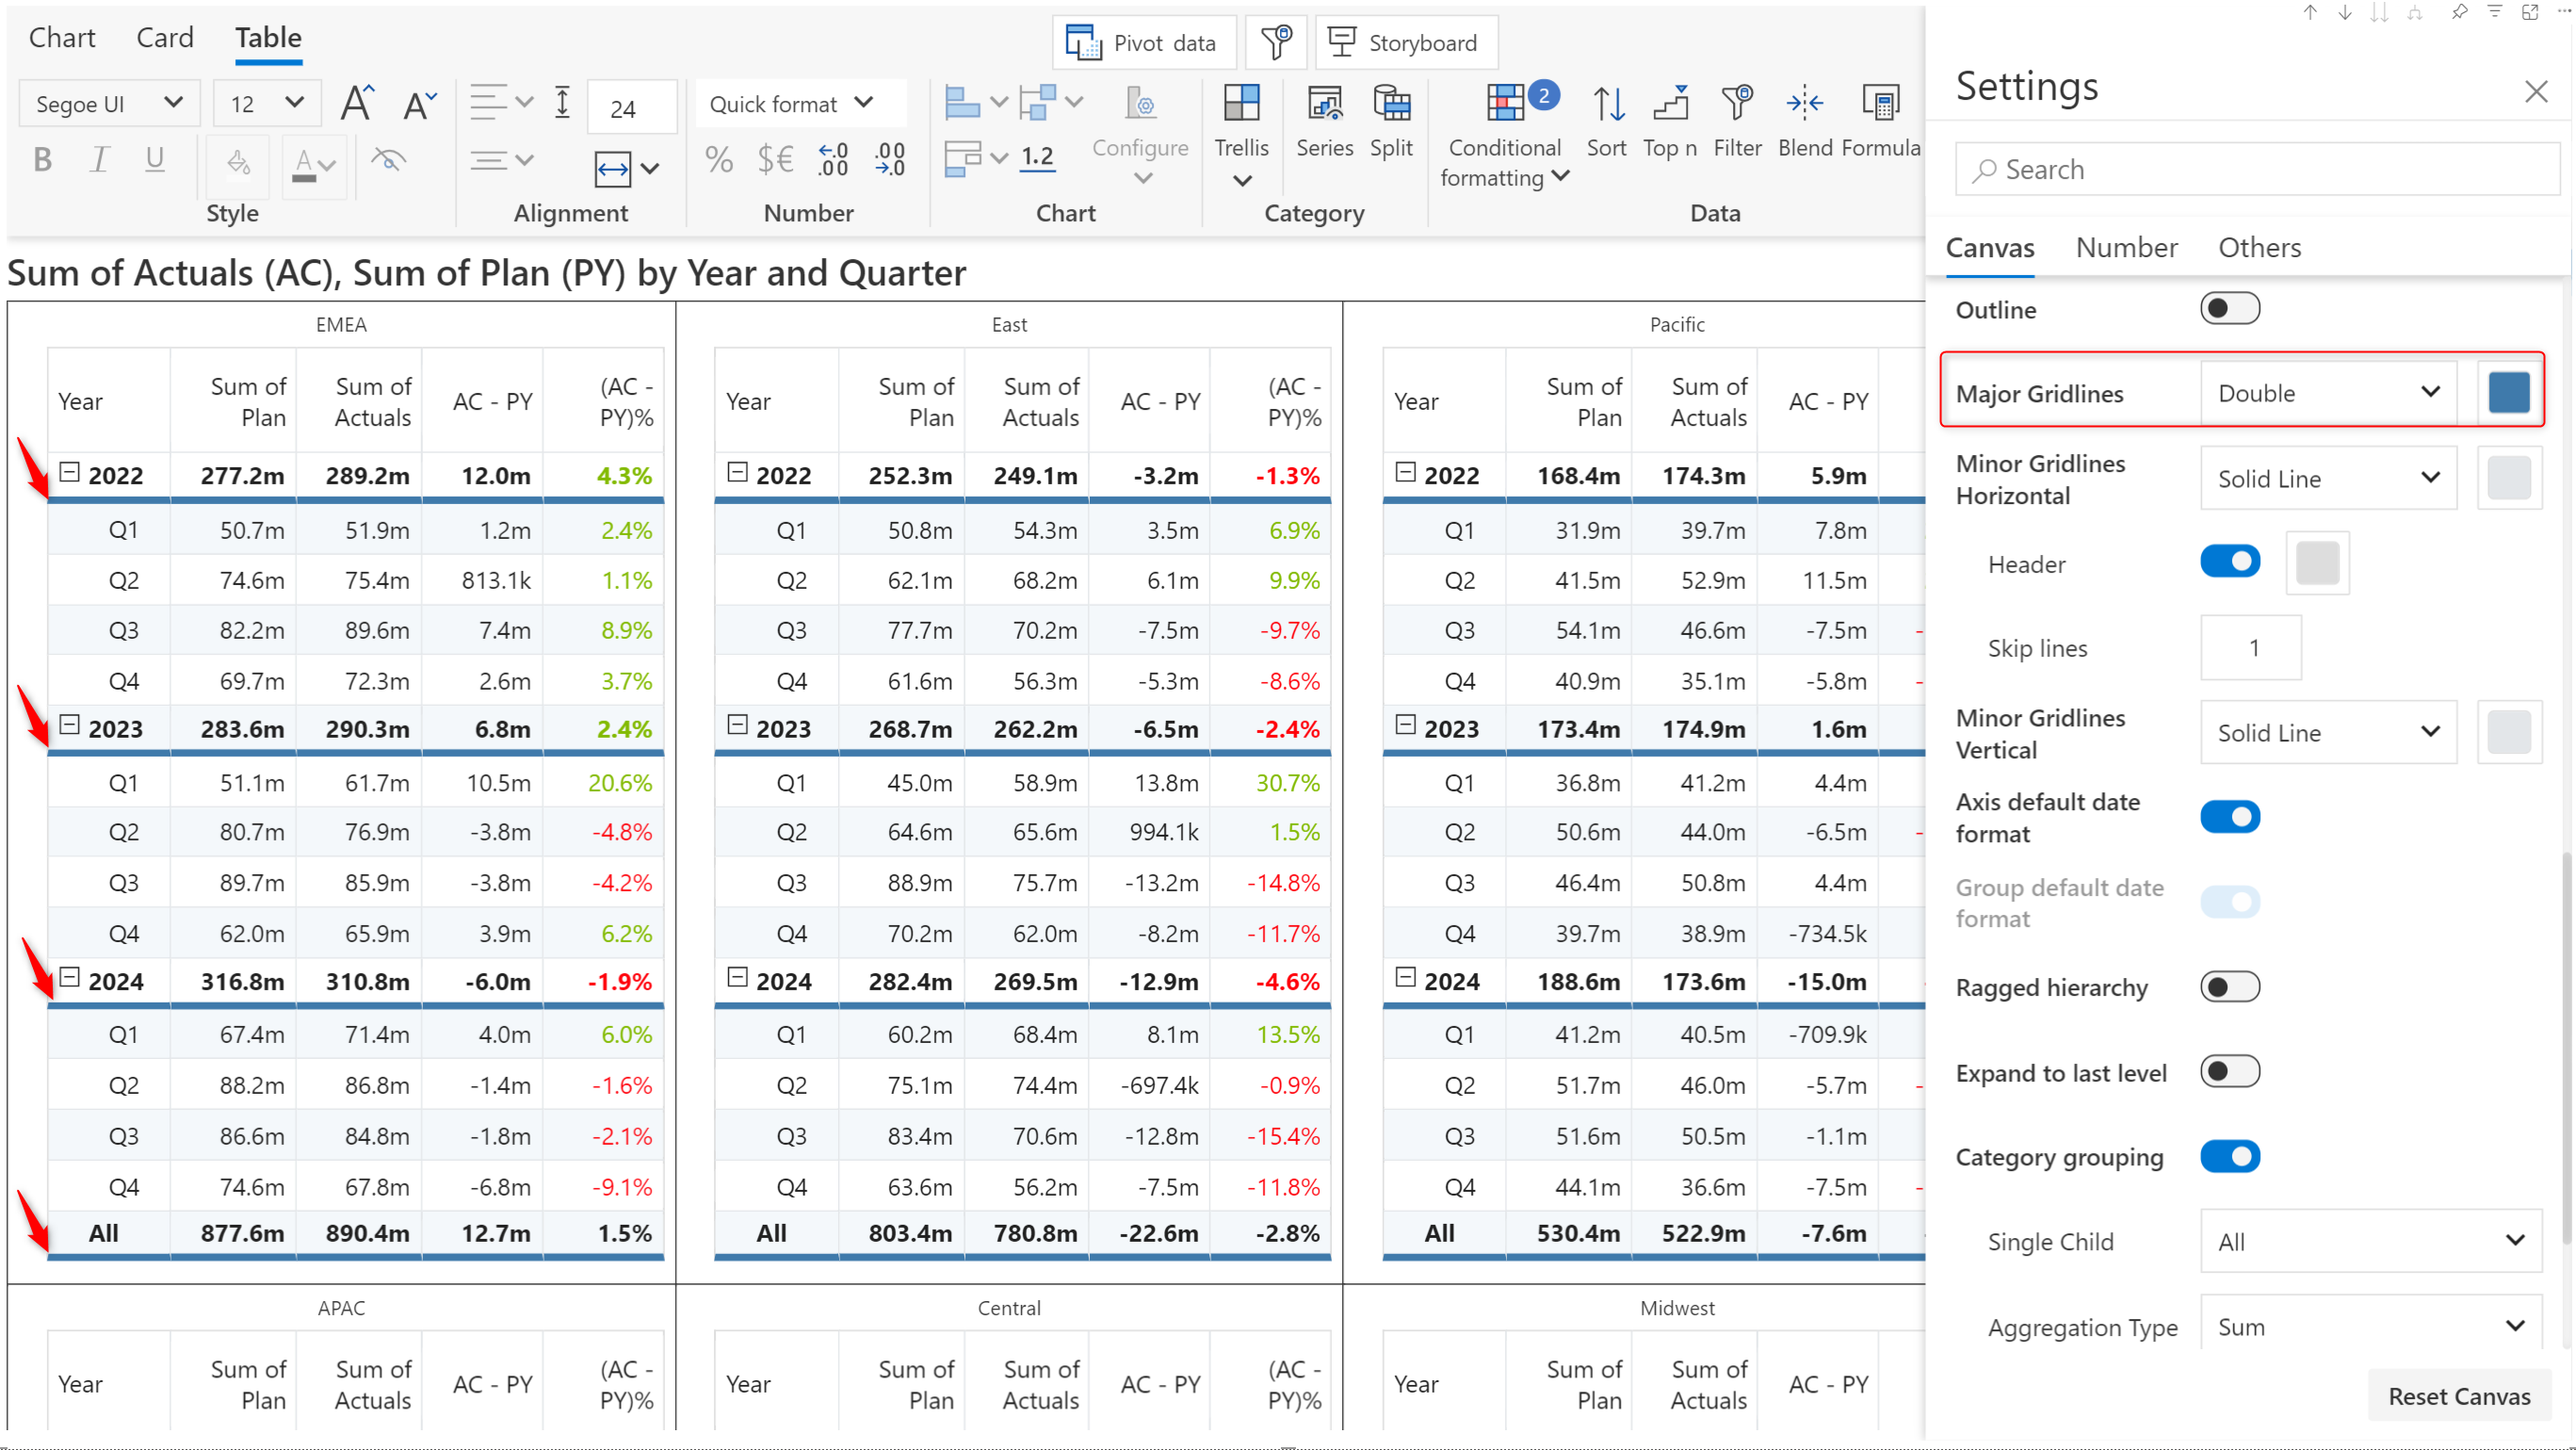 Chart Card Table
Pivot data Storyboard
Segoe UI 12 A A 24 Quick format 2
B I U A % $€ .0 .00 .00 .0 1.2 Configure Trellis Series Split Conditional formatting Sort Top n Filter Blend Formula
Style Alignment Number Chart Category Data
Sum of Actuals (AC), Sum of Plan (PY) by Year and Quarter
EMEA
Year Sum of Plan Sum of Actuals AC - PY (AC - PY)%
2022 277.2m 289.2m 12.0m 4.3%
Q1 50.7m 51.9m 1.2m 2.4%
Q2 74.6m 75.4m 813.1k 1.1%
Q3 82.2m 89.6m 7.4m 8.9%
Q4 69.7m 72.3m 2.6m 3.7%
2023 283.6m 290.3m 6.8m 2.4%
Q1 51.1m 61.7m 10.5m 20.6%
Q2 80.7m 76.9m -3.8m -4.8%
Q3 89.7m 85.9m -3.8m -4.2%
Q4 62.0m 65.9m 3.9m 6.2%
2024 316.8m 310.8m -6.0m -1.9%
Q1 67.4m 71.4m 4.0m 6.0%
Q2 88.2m 86.8m -1.4m -1.6%
Q3 86.6m 84.8m -1.8m -2.1%
Q4 74.6m 67.8m -6.8m -9.1%
All 877.6m 890.4m 12.7m 1.5%
East
Year Sum of Plan Sum of Actuals AC - PY (AC - PY)%
2022 252.3m 249.1m -3.2m -1.3%
Q1 50.8m 54.3m 3.5m 6.9%
Q2 62.1m 68.2m 6.1m 9.9%
Q3 77.7m 70.2m -7.5m -9.7%
Q4 61.6m 56.3m -5.3m -8.6%
2023 268.7m 262.2m -6.5m -2.4%
Q1 45.0m 58.9m 13.8m 30.7%
Q2 64.6m 65.6m 994.1k 1.5%
Q3 88.9m 75.7m -13.2m -14.8%
Q4 70.2m 62.0m -8.2m -11.7%
2024 282.4m 269.5m -12.9m -4.6%
Q1 60.2m 68.4m 8.1m 13.5%
Q2 75.1m 74.4m -697.4k -0.9%
Q3 83.4m 70.6m -12.8m -15.4%
Q4 63.6m 56.2m -7.5m -11.8%
All 803.4m 780.8m -22.6m -2.8%
Pacific
Year Sum of Plan Sum of Actuals AC - PY
2022 168.4m 174.3m 5.9m
Q1 31.9m 39.7m 7.8m
Q2 41.5m 52.9m 11.5m
Q3 54.1m 46.6m -7.5m -
Q4 40.9m 35.1m -5.8m -
2023 173.4m 174.9m 1.6m
Q1 36.8m 41.2m 4.4m
Q2 50.6m 44.0m -6.5m -
Q3 46.4m 50.8m 4.4m
Q4 39.7m 38.9m -734.5k
2024 188.6m 173.6m -15.0m
Q1 41.2m 40.5m -709.9k
Q2 51.7m 46.0m -5.7m -
Q3 51.6m 50.5m -1.1m
Q4 44.1m 36.6m -7.5m -
All 530.4m 522.9m -7.6m
APAC
Year Sum of Plan Sum of Actuals AC - PY (AC - PY)%
Central
Year Sum of Plan Sum of Actuals AC - PY (AC - PY)%
Midwest
Year Sum of Plan Sum of Actuals AC - PY
Settings
Search
Canvas Number Others
Outline
Major Gridlines Double
Minor Gridlines Horizontal Solid Line
Header
Skip lines 1
Minor Gridlines Vertical Solid Line
Axis default date format
Group default date format
Ragged hierarchy
Expand to last level
Category grouping
Single Child All
Aggregation Type Sum
Reset Canvas